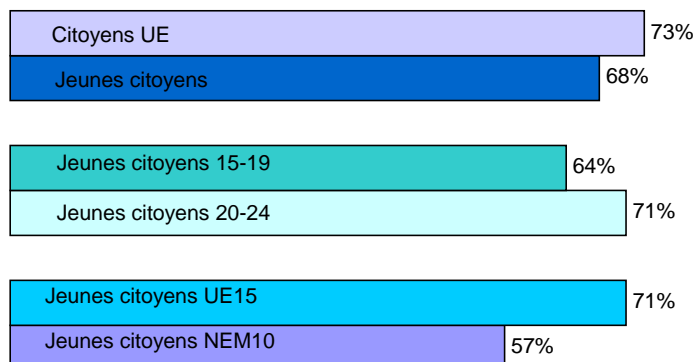 Citoyens UE 73%
Jeunes citoyens 68%
Jeunes citoyens 15-19 64%
Jeunes citoyens 20-24 71%
Jeunes citoyens UE15 71%
Jeunes citoyens NEM10 57%